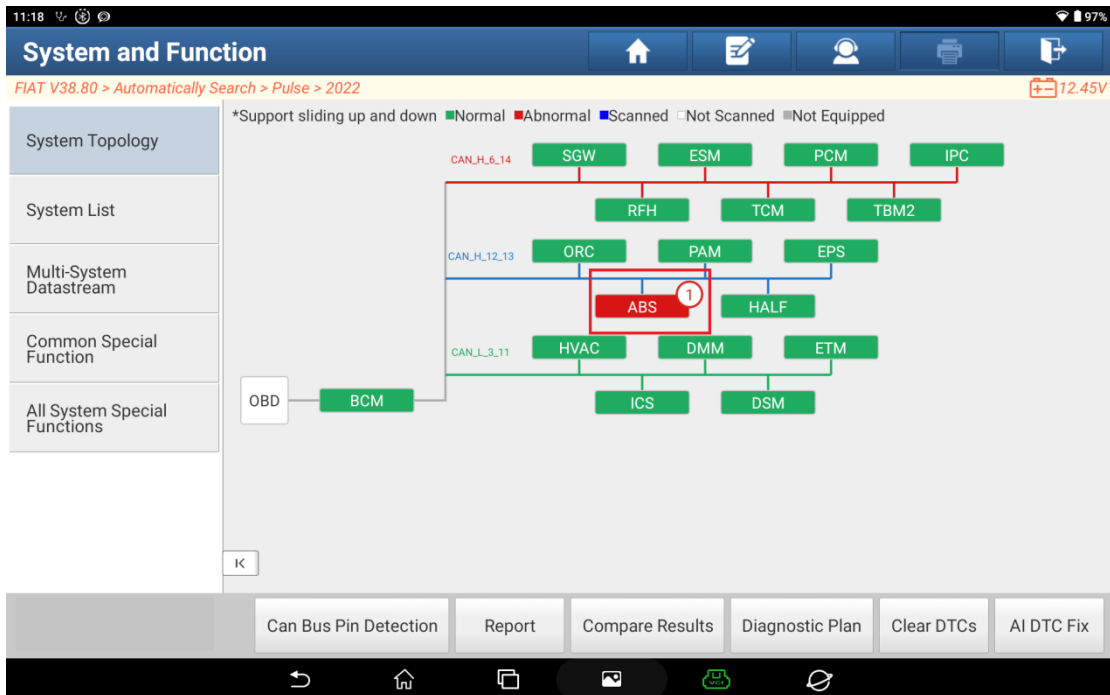 11:18 97%
System and Function
FIAT V38.80 > Automatically Search > Pulse > 2022 12.45V
System Topology
System List
Multi-System
Datastream
Common Special
Function
All System Special
Functions
*Support sliding up and down Normal Abnormal Scanned Not Scanned Not Equipped
CAN_H_6_14 SGW ESM PCM IPC
RFH TCM TBM2
CAN_H_12_13 ORC PAM EPS
ABS 1 HALF
CAN_L_3_11 HVAC DMM ETM
OBD BCM ICS DSM
Can Bus Pin Detection Report Compare Results Diagnostic Plan Clear DTCs AI DTC Fix
VCI